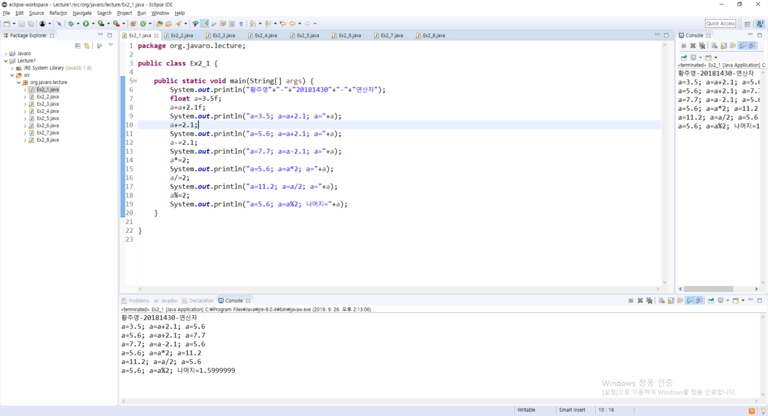 eclipse-workspace - Lecture1/src/org/javaro/lecture/Ex2_1.java - Eclipse IDE
File Edit Source Refactor Navigate Search Project Run Window Help
Quick Access
Package Explorer
Javaro
Lecture1
JRE System Library [JavaSE-1.8]
src
org.javaro.lecture
Ex2_1.java
Ex2_2.java
Ex2_3.java
Ex2_4.java
Ex2_5.java
Ex2_6.java
Ex2_7.java
Ex2_8.java
Ex2_1.java Ex2_2.java Ex2_3.java Ex2_4.java Ex2_5.java Ex2_6.java Ex2_7.java Ex2_8.java
1 package org.javaro.lecture;
2
3 public class Ex2_1 {
4
5 public static void main(String[] args) {
6 System.out.println("황주영"+"-"+"20181430"+"-"+"연산자");
7 float a=3.5f;
8 a=a+2.1f;
9 System.out.println("a=3.5; a=a+2.1; a="+a);
10 a+=2.1;
11 System.out.println("a=5.6; a=a+2.1; a="+a);
12 a-=2.1;
13 System.out.println("a=7.7; a=a-2.1; a="+a);
14 a*=2;
15 System.out.println("a=5.6; a=a*2; a="+a);
16 a/=2;
17 System.out.println("a=11.2; a=a/2; a="+a);
18 a%=2;
19 System.out.println("a=5.6; a=a%2; 나머지="+a);
20 }
21
22 }
23
Console
<terminated> Ex2_1 [Java Application] C
황주영-20181430-연산자
a=3.5; a=a+2.1; a=5.
a=5.6; a=a+2.1; a=7.
a=7.7; a=a-2.1; a=5.
a=5.6; a=a*2; a=11.2
a=11.2; a=a/2; a=5.6
a=5.6; a=a%2; 나머지=1
Problems Javadoc Declaration Console
<terminated> Ex2_1 [Java Application] C:\Program Files\Java\jre-8.0.4\bin\javaw.exe (2019. 9. 26. 오후 2:13:08)
황주영-20181430-연산자
a=3.5; a=a+2.1; a=5.6
a=5.6; a=a+2.1; a=7.7
a=7.7; a=a-2.1; a=5.6
a=5.6; a=a*2; a=11.2
a=11.2; a=a/2; a=5.6
a=5.6; a=a%2; 나머지=1.5999999
Windows 정품 인증
[설정]으로 이동하여 Windows를 정품 인증합니다.
Writable Smart Insert 10 : 16